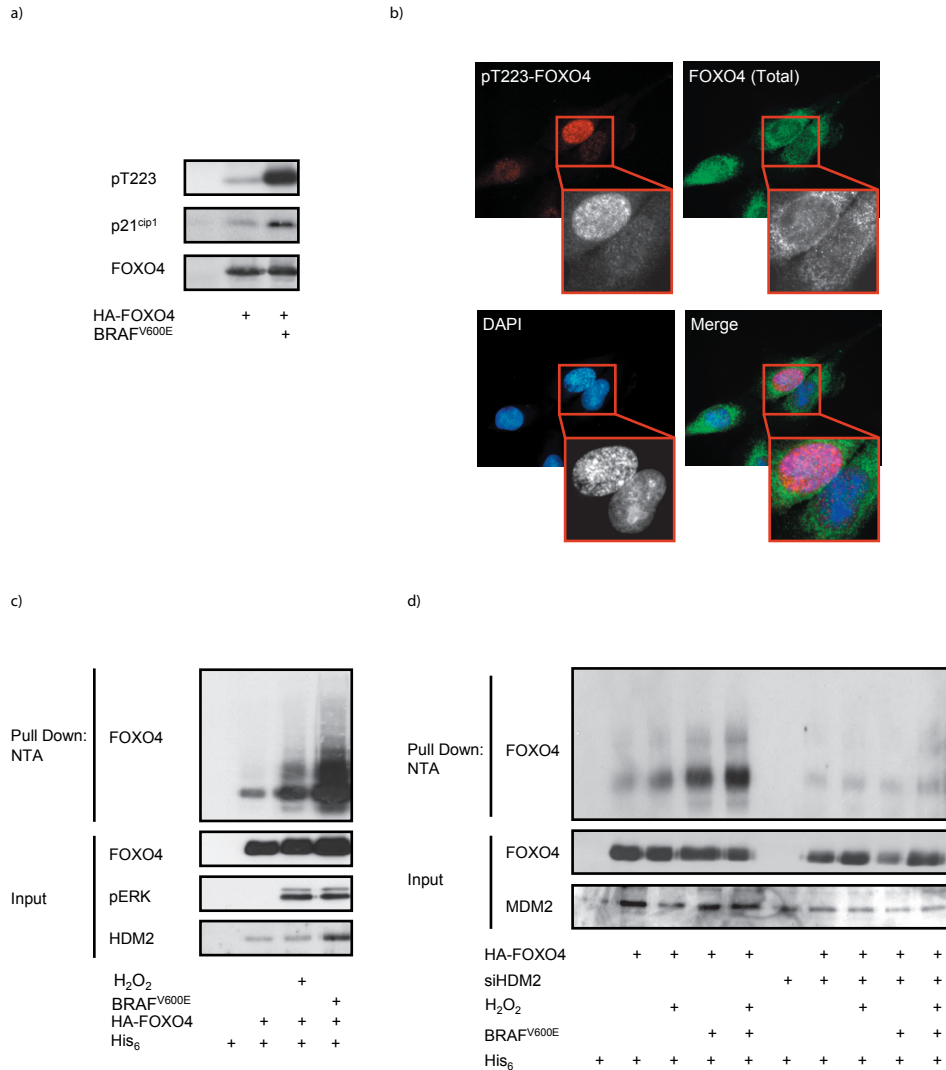 a)
pT223
p21cip1
FOXO4
HA-FOXO4 + +
BRAFV600E +
b)
pT223-FOXO4
FOXO4 (Total)
DAPI
Merge
c)
Pull Down:
NTA
FOXO4
Input
FOXO4
pERK
HDM2
H2O2 +
BRAFV600E +
HA-FOXO4 + + +
His6 + + + +
d)
Pull Down:
NTA
FOXO4
Input
FOXO4
MDM2
HA-FOXO4 + + + + + + + +
siHDM2 + + + + +
H2O2 + + + +
BRAFV600E + + + +
His6 + + + + + + + + + +